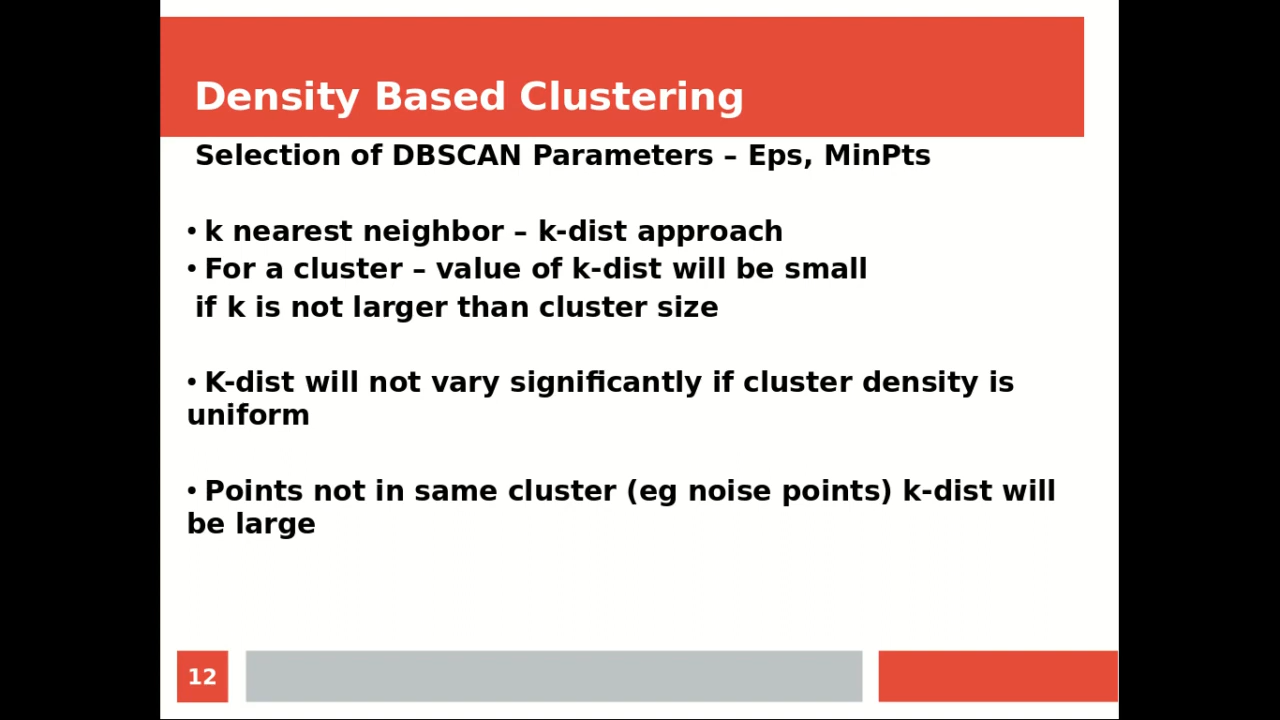 Density Based Clustering
Selection of DBSCAN Parameters – Eps, MinPts
• k nearest neighbor – k-dist approach
• For a cluster – value of k-dist will be small
if k is not larger than cluster size
• K-dist will not vary significantly if cluster density is
uniform
• Points not in same cluster (eg noise points) k-dist will
be large
12